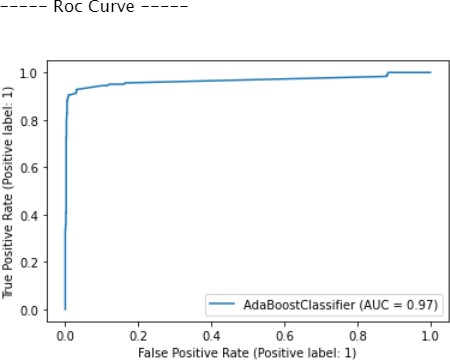 ----- Roc Curve -----
True Positive Rate (Positive label: 1)
1.0
0.8
0.6
0.4
0.2
0.0
AdaBoostClassifier (AUC = 0.97)
0.0 0.2 0.4 0.6 0.8 1.0
False Positive Rate (Positive label: 1)